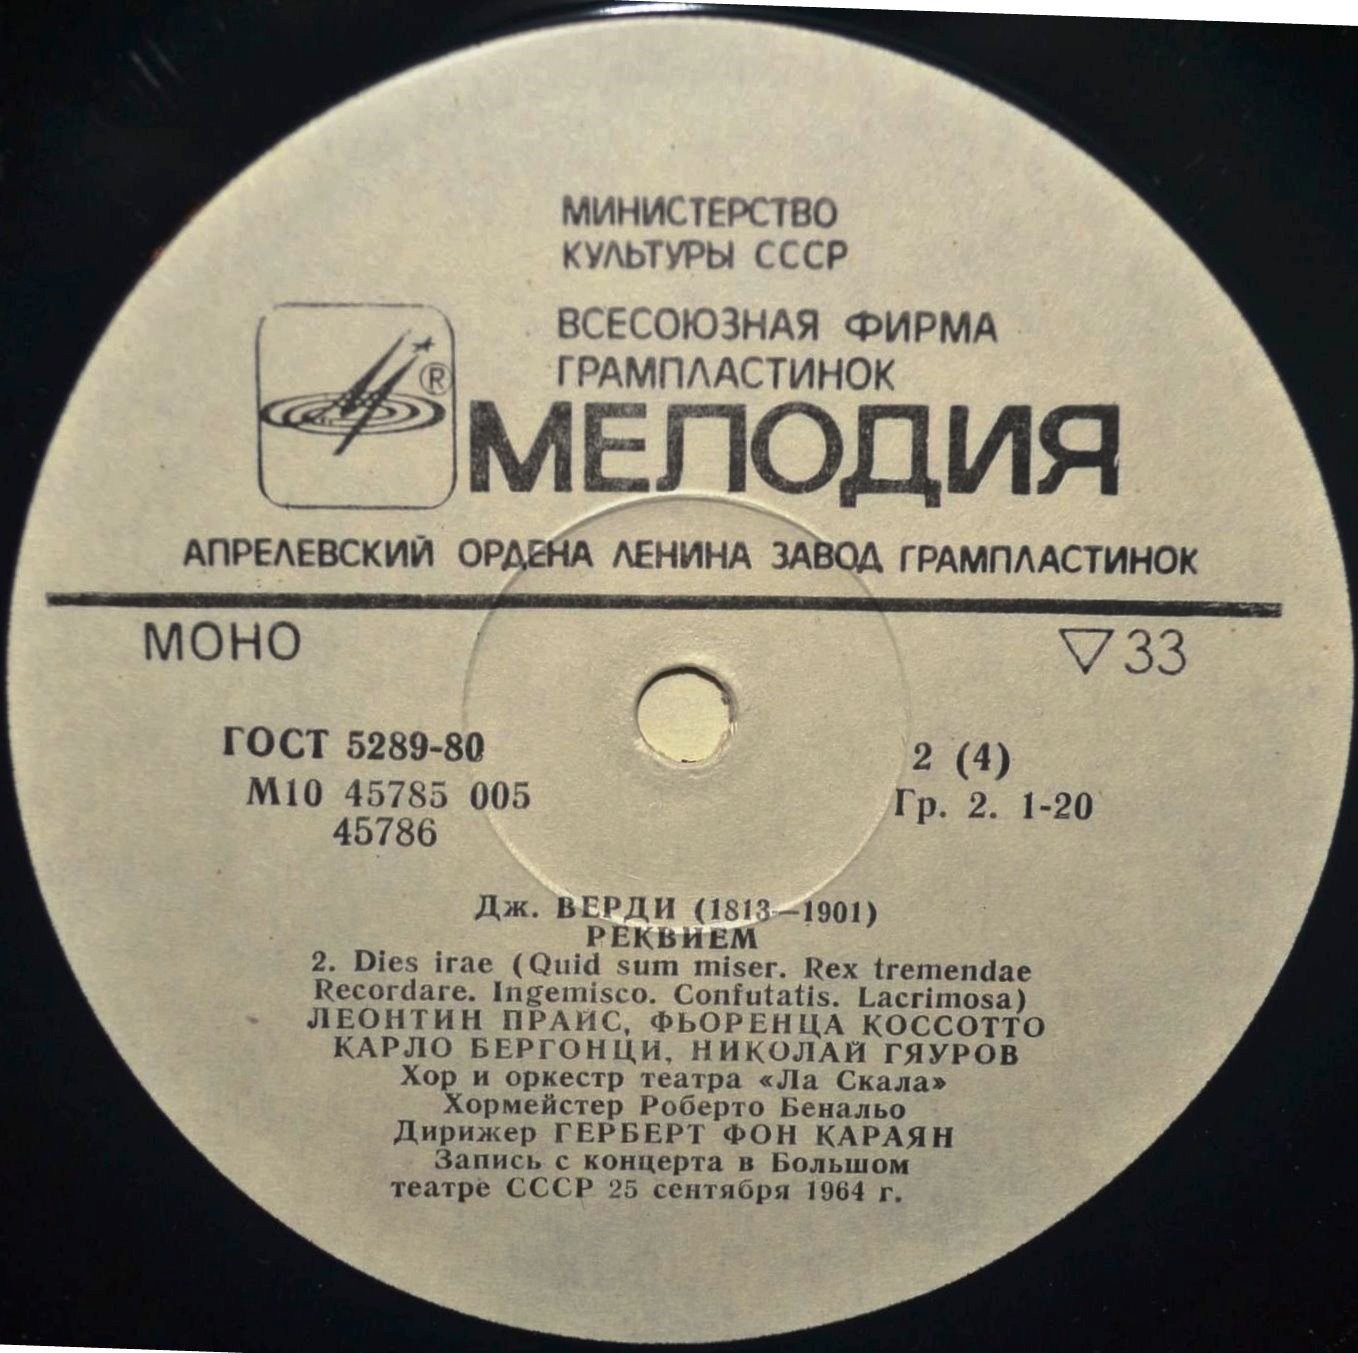 МИНИСТЕРСТВО
КУЛЬТУРЫ СССР
ВСЕСОЮЗНАЯ ФИРМА
ГРАМПЛАСТИНОК
®
МЕЛОДИЯ
АПРЕЛЕВСКИЙ ОРДЕНА ЛЕНИНА ЗАВОД ГРАМПЛАСТИНОК
МОНО
▽33
ГОСТ 5289-80
М10 45785 005
45786
2 (4)
Гр. 2. 1-20
Дж. ВЕРДИ (1813—1901)
РЕКВИЕМ
2. Dies irae (Quid sum miser. Rex tremendae
Recordare. Ingemisco. Confutatis. Lacrimosa)
ЛЕОНТИН ПРАЙС, ФЬОРЕНЦА КОССОТТО
КАРЛО БЕРГОНЦИ, НИКОЛАЙ ГЯУРОВ
Хор и оркестр театра «Ла Скала»
Хормейстер Роберто Бенальо
Дирижер ГЕРБЕРТ ФОН КАРАЯН
Запись с концерта в Большом
театре СССР 25 сентября 1964 г.